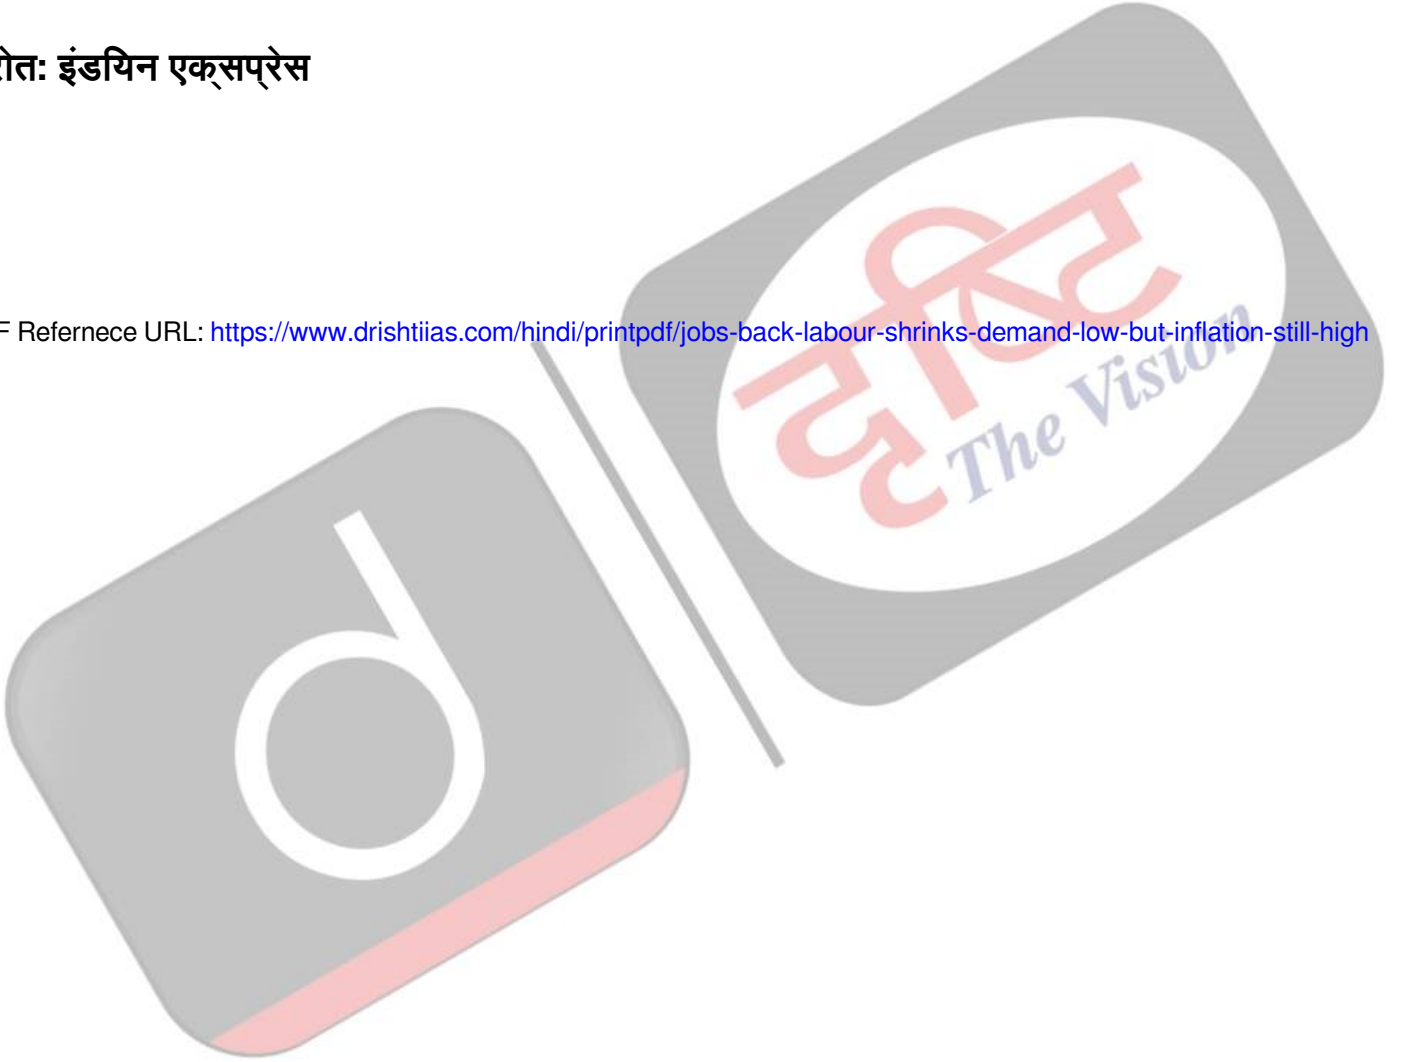 रोत: इंडियन एक्सप्रेस
F Refernece URL: https://www.drishtiias.com/hindi/printpdf/jobs-back-labour-shrinks-demand-low-but-inflation-still-high
दृष्टि
The Vision
d